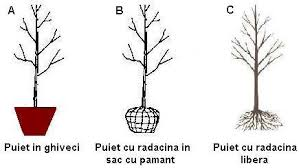 A B C
Puiet in ghiveci
Puiet cu radacina in
sac cu pamant
Puiet cu radacina
libera